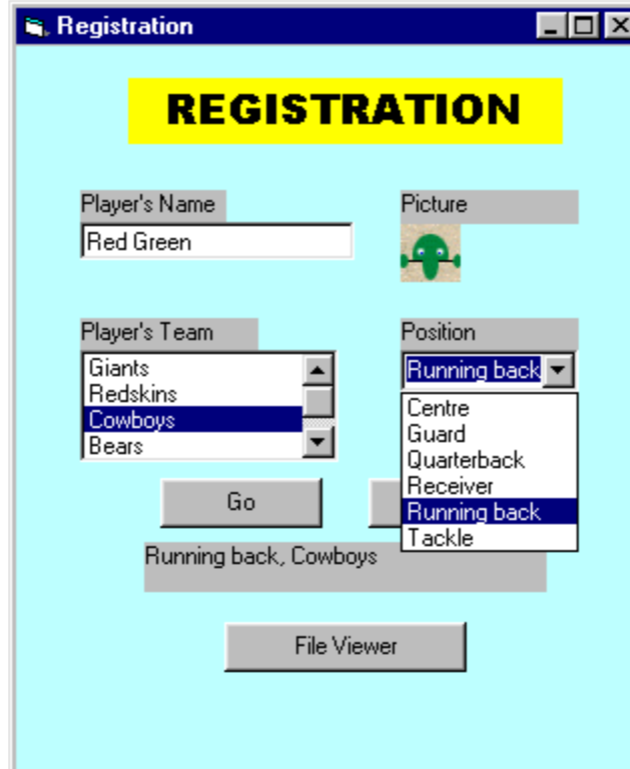 Registration
REGISTRATION
Player's Name
Picture
Red Green
Player's Team
Position
Giants
Redskins
Cowboys
Bears
Running back
Centre
Guard
Quarterback
Receiver
Running back
Tackle
Go
Running back, Cowboys
File Viewer